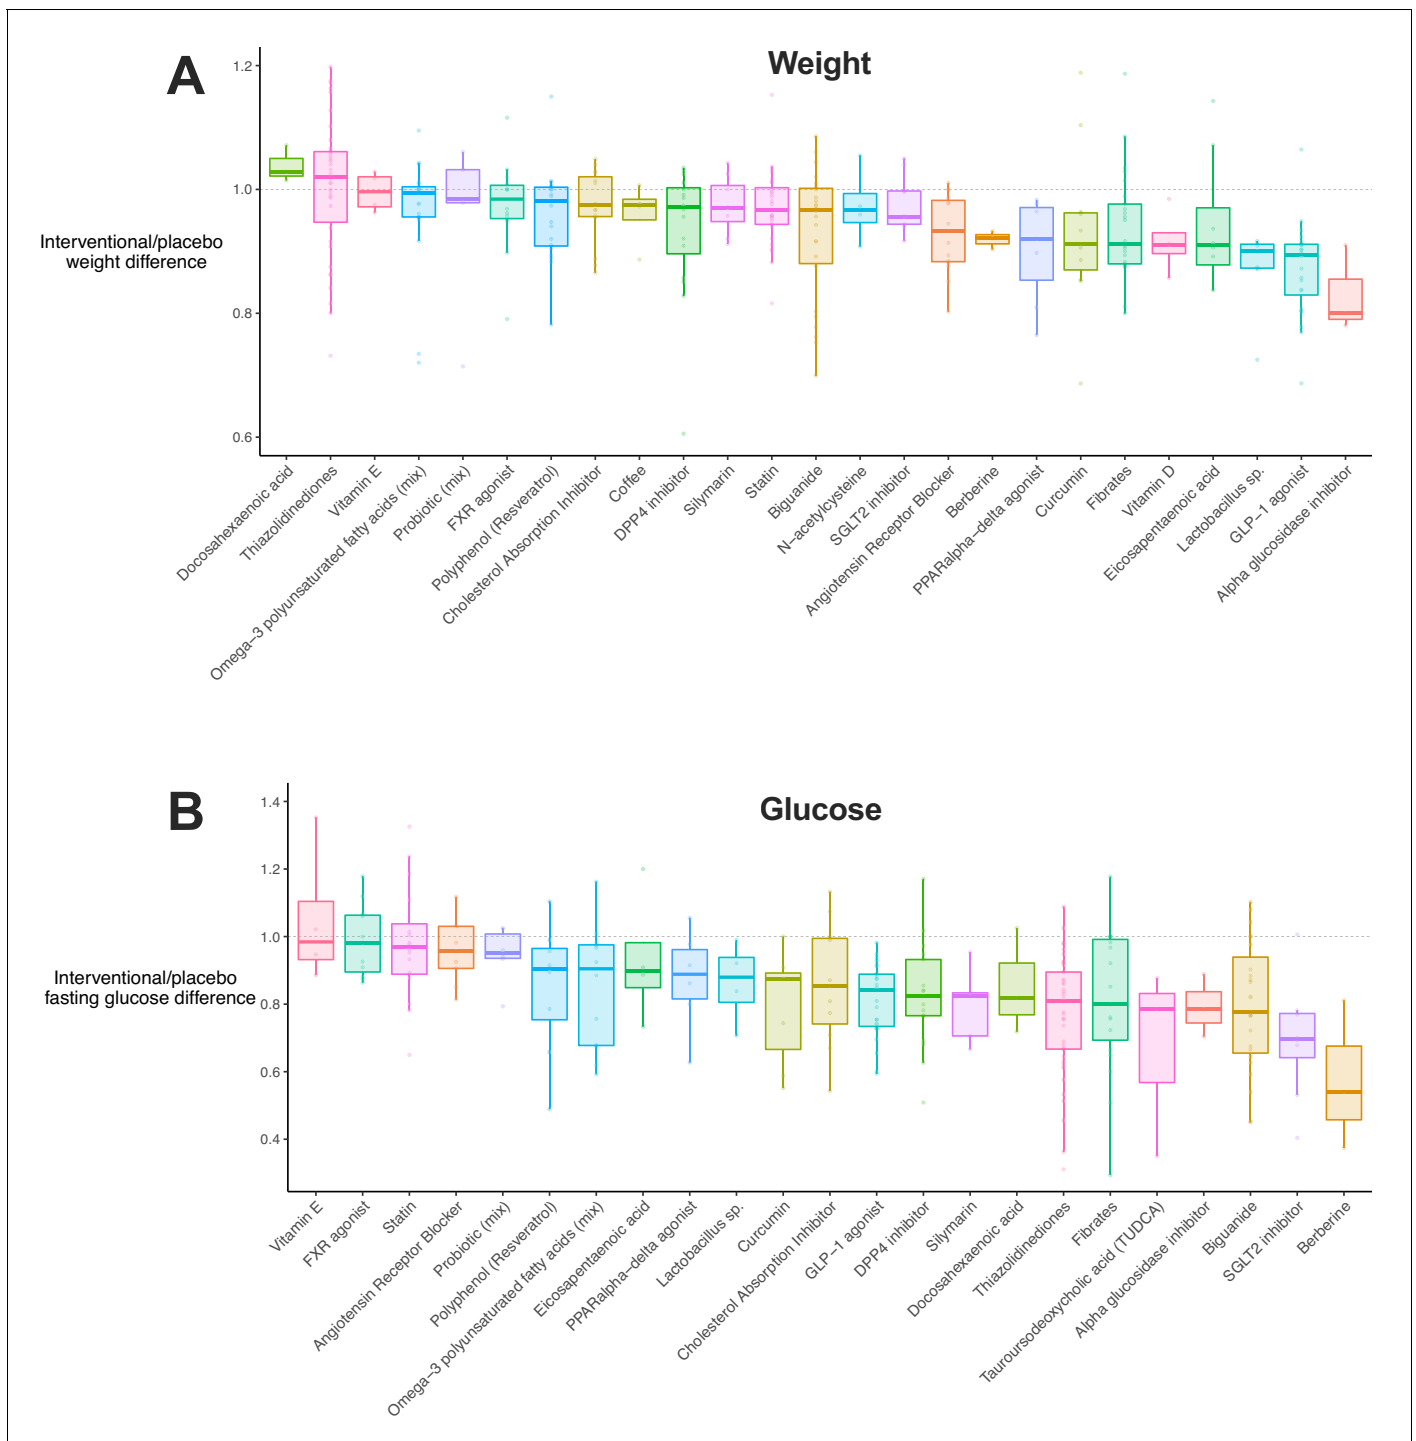 A
Weight
Interventional/placebo
weight difference
1.2
1.0
0.8
0.6
Docosahexaenoic acid
Thiazolidinediones
Vitamin E
Omega−3 polyunsaturated fatty acids (mix)
Probiotic (mix)
FXR agonist
Polyphenol (Resveratrol)
Cholesterol Absorption Inhibitor
Coffee
DPP4 inhibitor
Silymarin
Statin
Biguanide
N−acetylcysteine
SGLT2 inhibitor
Angiotensin Receptor Blocker
Berberine
PPARalpha−delta agonist
Curcumin
Fibrates
Vitamin D
Eicosapentaenoic acid
Lactobacillus sp.
GLP−1 agonist
Alpha glucosidase inhibitor
B
Glucose
Interventional/placebo
fasting glucose difference
1.4
1.2
1.0
0.8
0.6
0.4
Vitamin E
FXR agonist
Statin
Angiotensin Receptor Blocker
Probiotic (mix)
Polyphenol (Resveratrol)
Omega−3 polyunsaturated fatty acids (mix)
Eicosapentaenoic acid
PPARalpha−delta agonist
Lactobacillus sp.
Curcumin
Cholesterol Absorption Inhibitor
GLP−1 agonist
DPP4 inhibitor
Silymarin
Docosahexaenoic acid
Thiazolidinediones
Fibrates
Tauroursodeoxycholic acid (TUDCA)
Alpha glucosidase inhibitor
Biguanide
SGLT2 inhibitor
Berberine